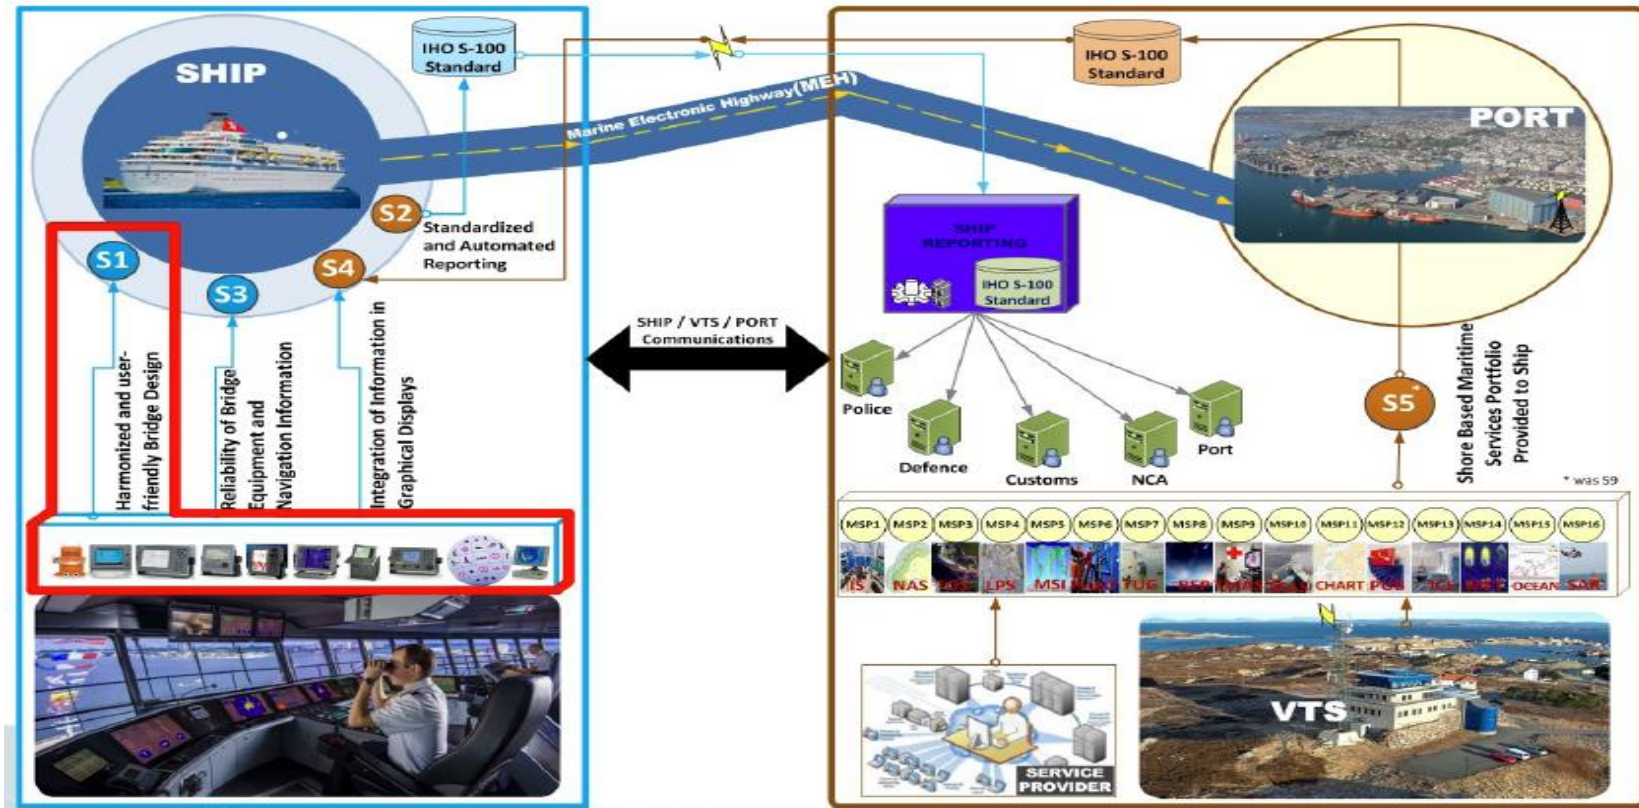 SHIP
IHO S-100
Standard
Marine Electronic Highway(MEH)
IHO S-100
Standard
PORT
S1
S2
S3
S4
Standardized
and Automated
Reporting
SHIP
REPORTING
IHO S-100
Standard
SHIP / VTS / PORT
Communications
Harmonized and user-
friendly Bridge Design
Reliability of Bridge
Equipment and
Navigation Information
Integration of Information in
Graphical Displays
Police
Defence
Customs
NCA
Port
S5
*
Shore Based Maritime
Services Portfolio
Provided to Ship
* was S9
MSP1 MSP2 MSP3 MSP4 MSP5 MSP6 MSP7 MSP8 MSP9 MSP10 MSP11 MSP12 MSP13 MSP14 MSP15 MSP16
IS NAS LPS MSI TUG REP CHART ICE OCEAN SAR
SERVICE
PROVIDER
VTS